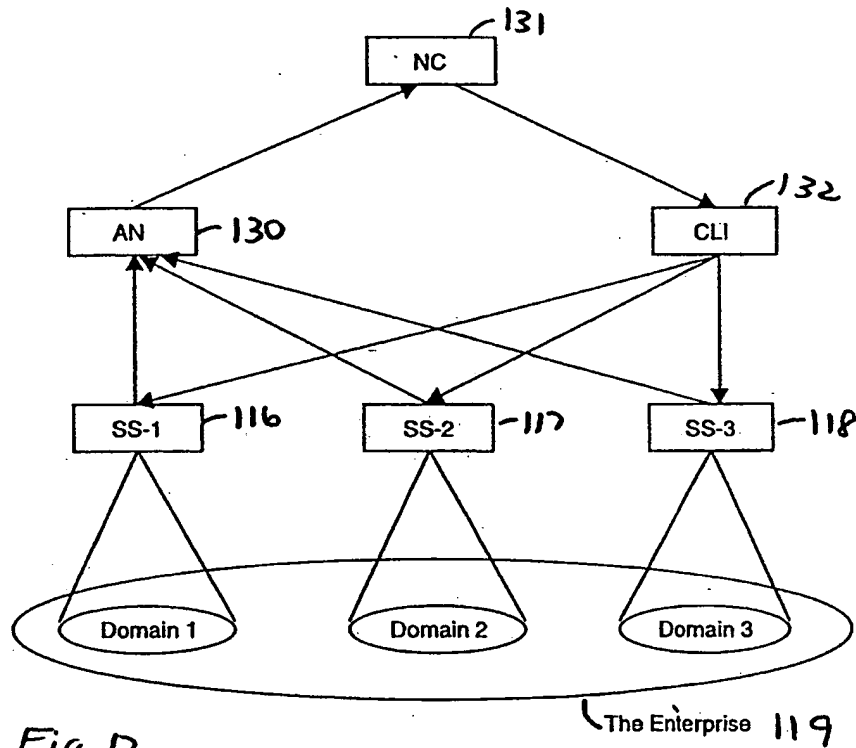 131
NC
132
AN
130
CLI
SS-1
116
SS-2
117
SS-3
118
Domain 1
Domain 2
Domain 3
The Enterprise 119